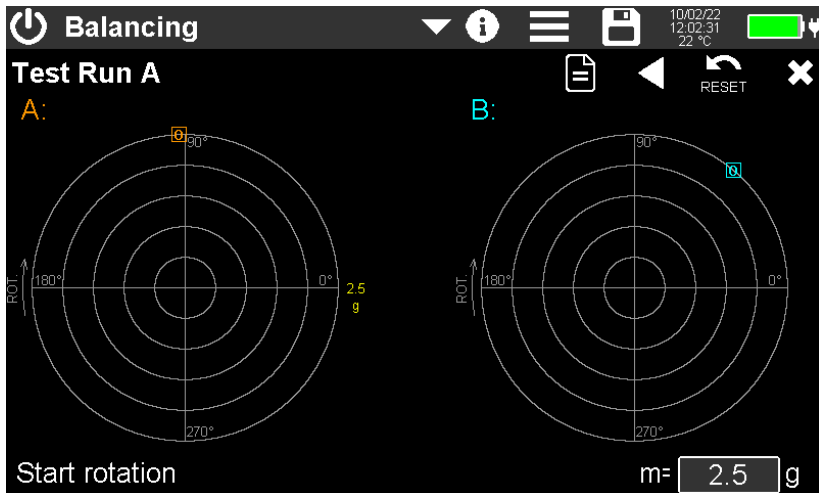 Balancing
i
10/02/22
12:02:31
22 °C
Test Run A
RESET
A:
B:
0
90°
180°
0°
270°
ROT.
2.5
g
0
90°
180°
0°
270°
ROT.
Start rotation
m= 2.5 g